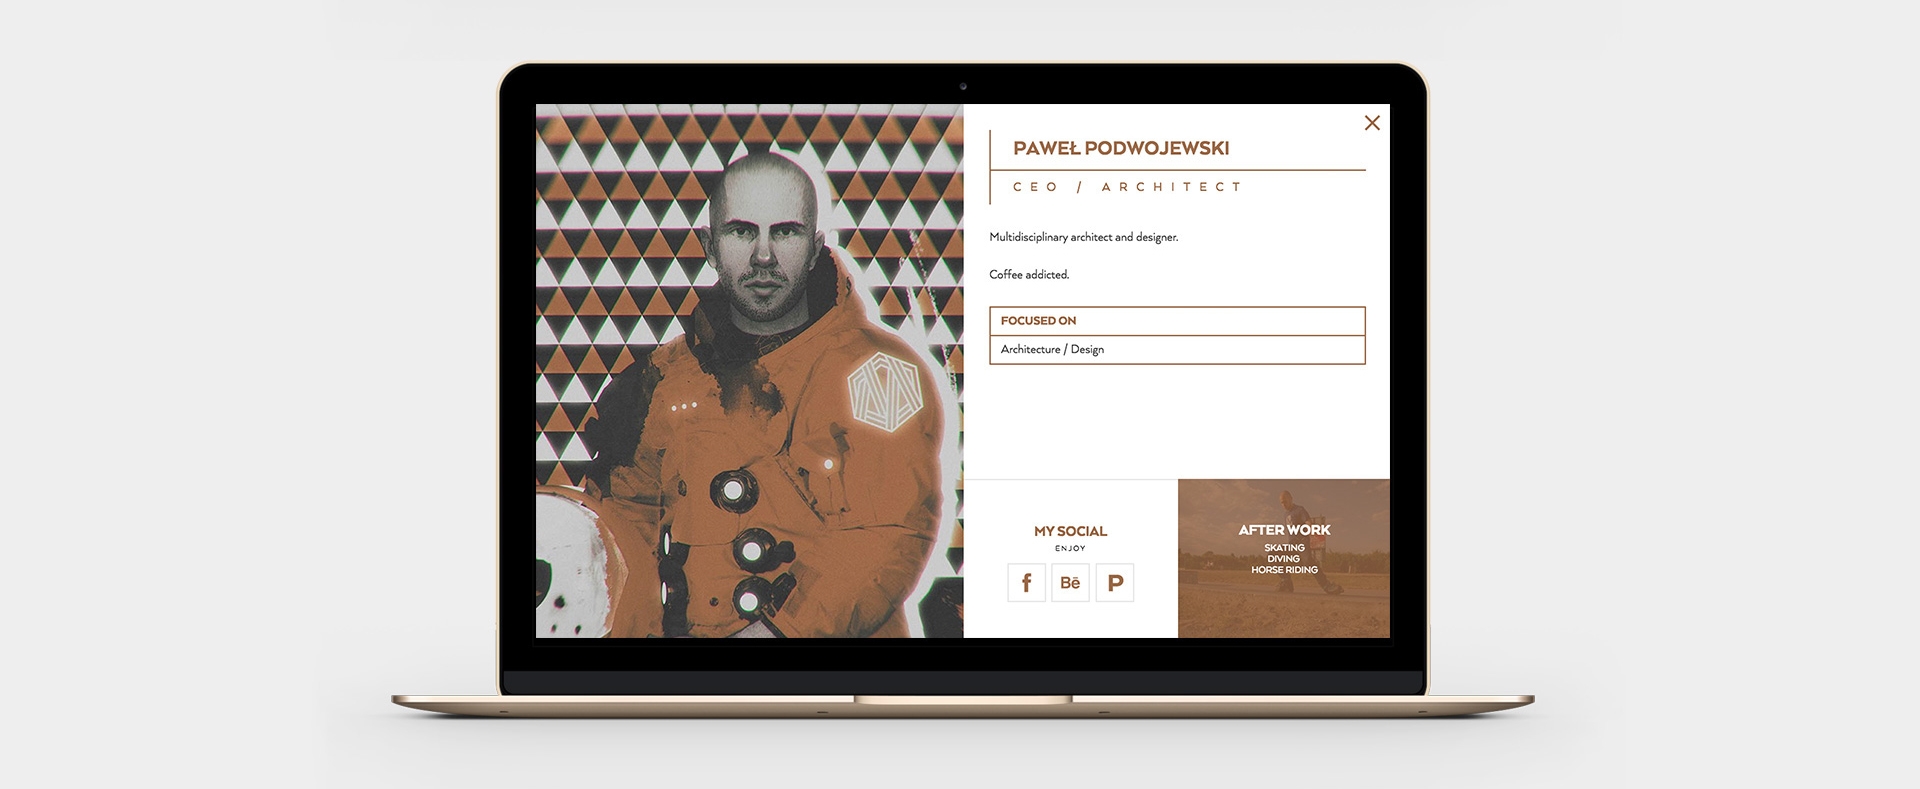 PAWEŁ PODWOJEWSKI
CEO / ARCHITECT
Multidisciplinary architect and designer.
Coffee addicted.
FOCUSED ON
Architecture / Design
MY SOCIAL
ENJOY
f Bē P
AFTER WORK
SKATING
DIVING
HORSE RIDING